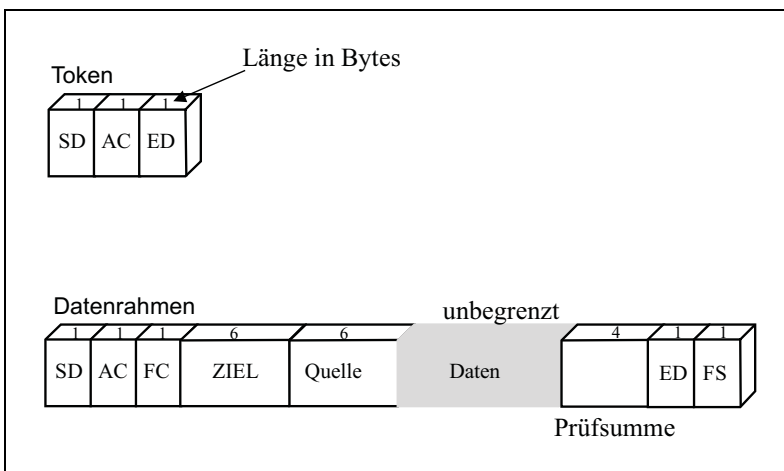 Länge in Bytes
Token
1 1 1
SD AC ED
Datenrahmen
unbegrenzt
1 1 1 6 6 4 1 1
SD AC FC ZIEL Quelle Daten ED FS
Prüfsumme